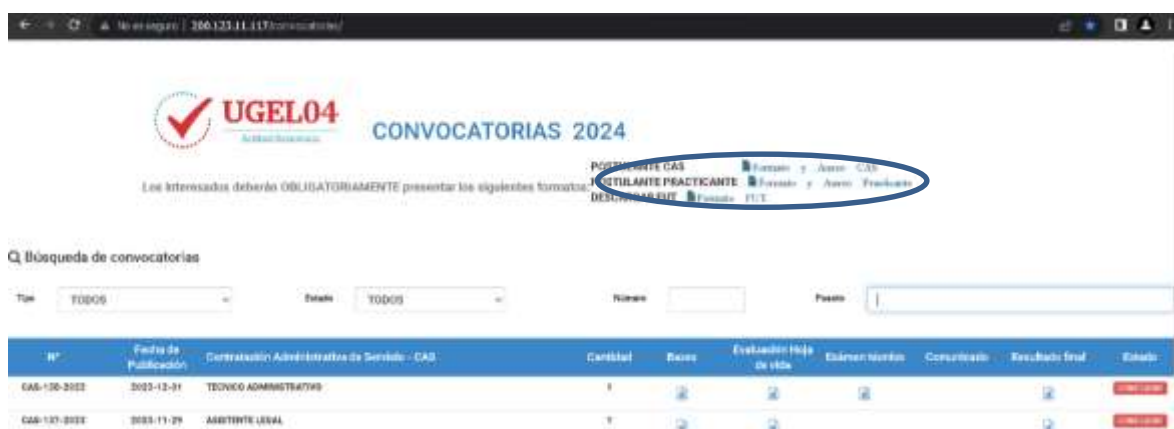 No es seguro | 200.123.11.117/convocatorias/
UGEL04
CONVOCATORIAS 2024
POSTULANTE CAS Formato y Anexo CAS
Los interesados deberán OBLIGATORIAMENTE presentar los siguientes formatos: POSTULANTE PRACTICANTE Formato y Anexo Practicante
DESCARGAR FUT Formato FUT
Búsqueda de convocatorias
Tipo TODOS Estado TODOS Número Puesto
N° Fecha de Publicación Contratación Administrativa de Servicio - CAS Cantidad Bases Evaluación Hoja de vida Exámen técnico Comunicado Resultado final Estado
CAS-138-2023 2023-12-01 TECNICO ADMINISTRATIVO 1
CAS-137-2023 2023-11-29 ASISTENTE LEGAL 1